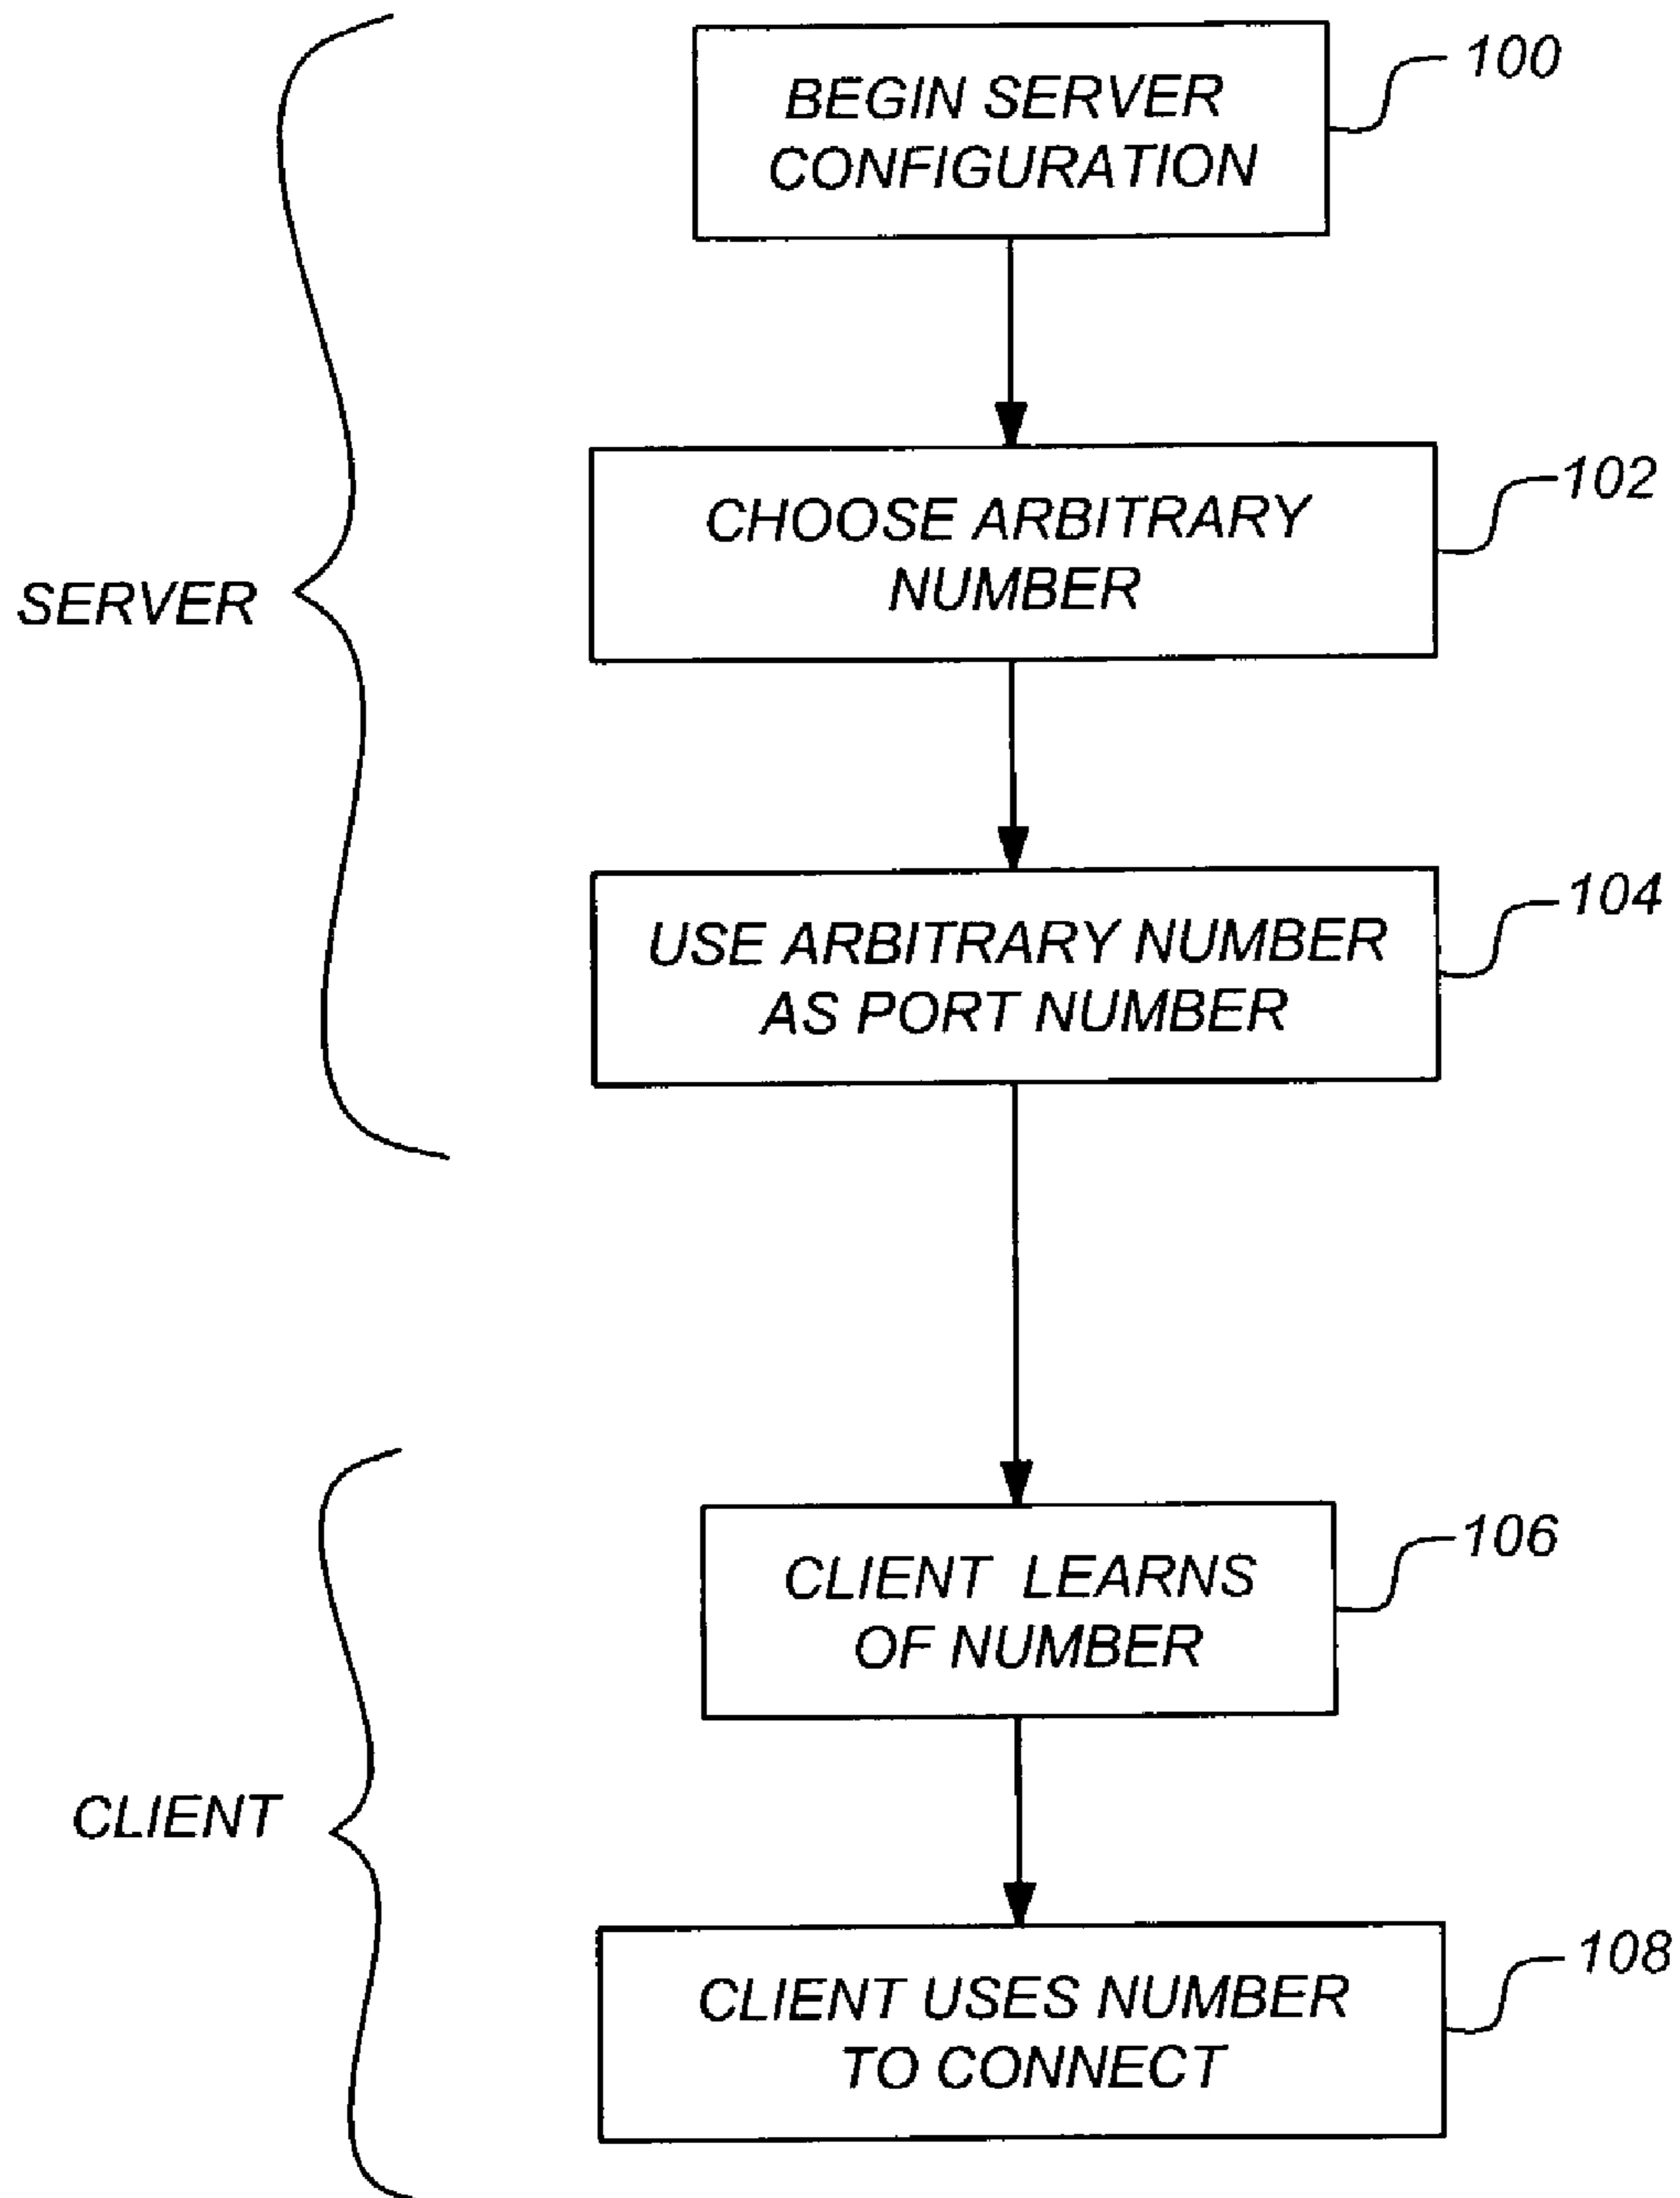 BEGIN SERVER
CONFIGURATION
100
CHOOSE ARBITRARY
NUMBER
102
SERVER
USE ARBITRARY NUMBER
AS PORT NUMBER
104
CLIENT LEARNS
OF NUMBER
106
CLIENT
CLIENT USES NUMBER
TO CONNECT
108